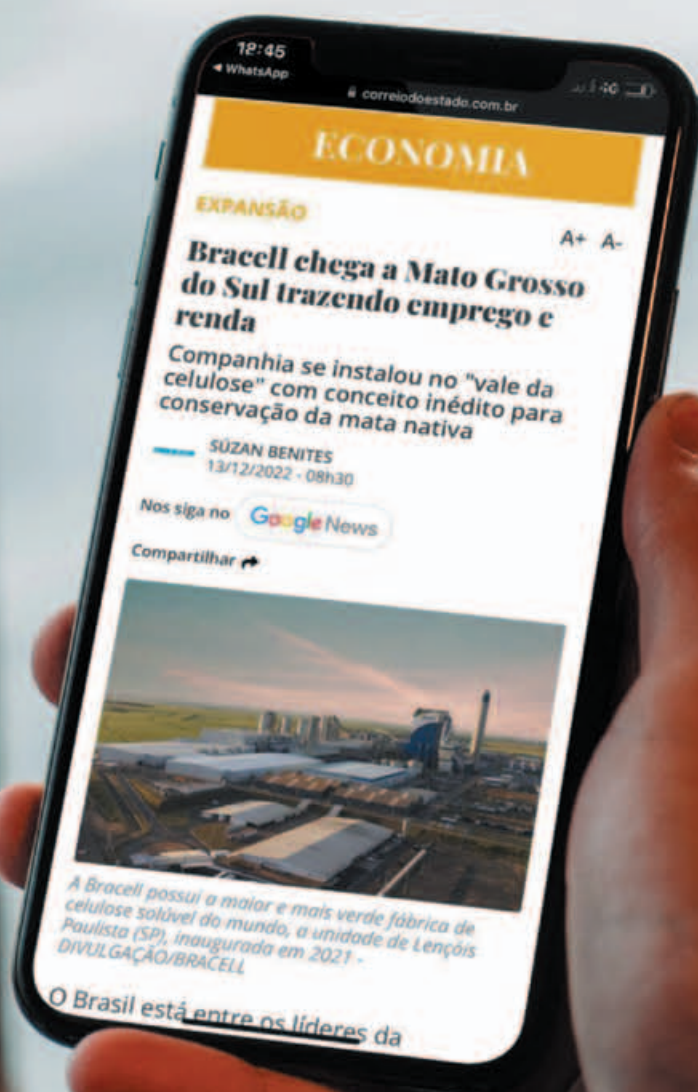 18:45
◀ WhatsApp
4G
correiodoestado.com.br
ECONOMIA
EXPANSÃO
A+ A-
Bracell chega a Mato Grosso
do Sul trazendo emprego e
renda
Companhia se instalou no "vale da
celulose" com conceito inédito para
conservação da mata nativa
SÚZAN BENITES
13/12/2022 - 08h30
Nos siga no Google News
Compartilhar
A Bracell possui a maior e mais verde fábrica de
celulose solúvel do mundo, a unidade de Lençóis
Paulista (SP), inaugurada em 2021 -
DIVULGAÇÃO/BRACELL
O Brasil está entre os líderes da